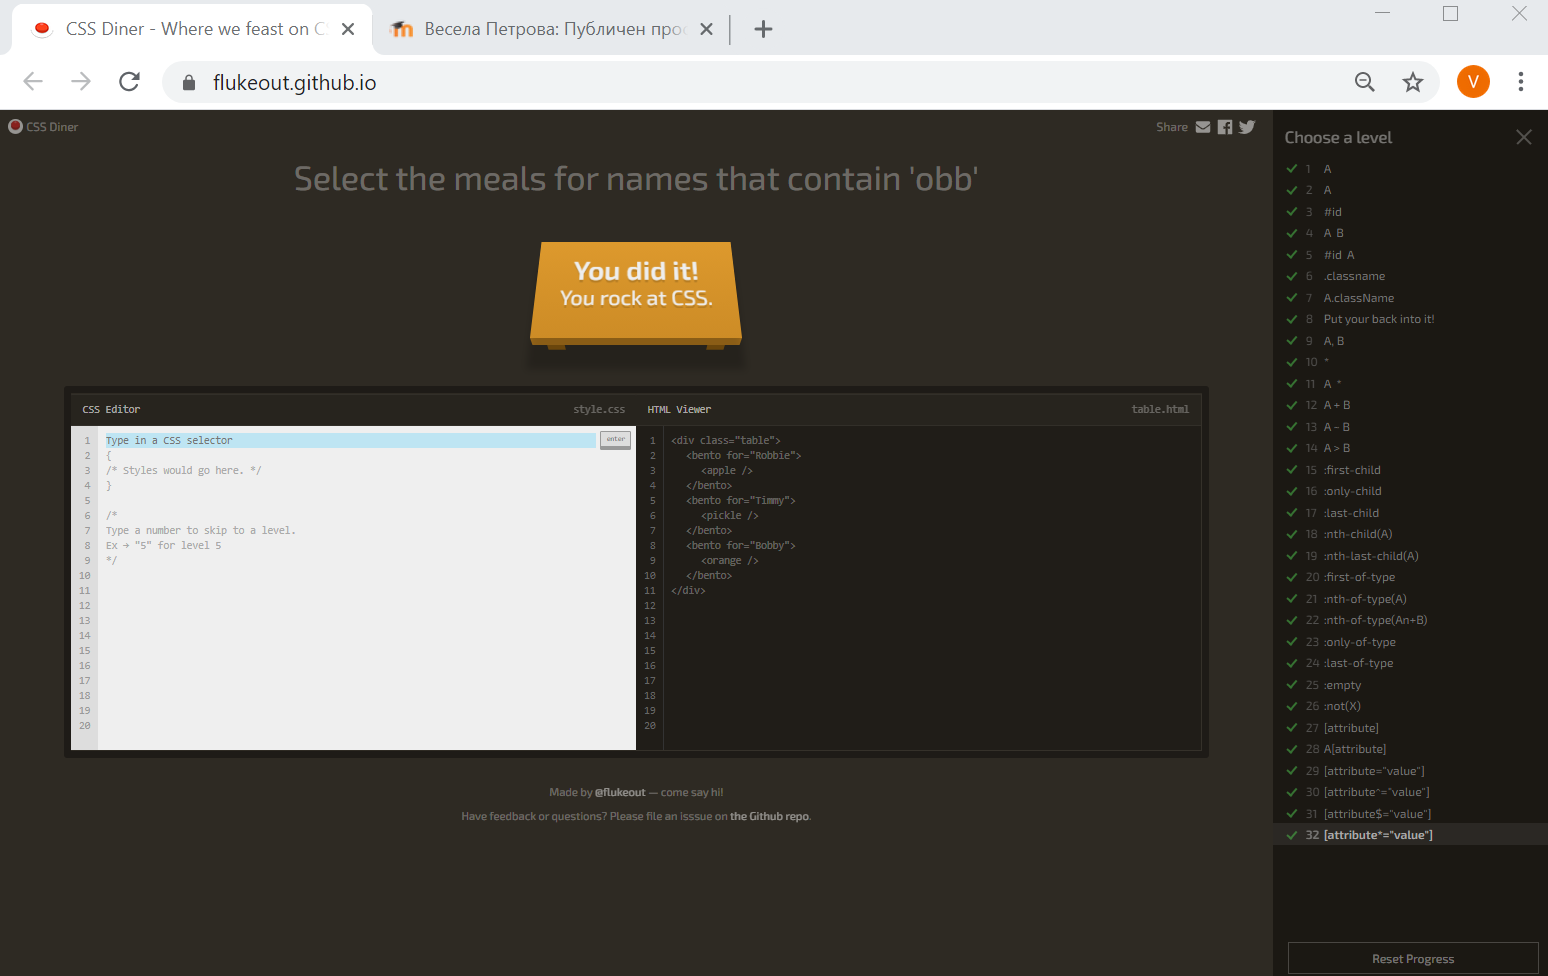 CSS Diner - Where we feast on C
Весела Петрова: Публичен про
flukeout.github.io
V
CSS Diner
Share
Select the meals for names that contain 'obb'
You did it!
You rock at CSS.
CSS Editor
style.css
HTML Viewer
table.html
1 Type in a CSS selector
enter
2 {
3 /* Styles would go here. */
4 }
5
6 /*
7 Type a number to skip to a level.
8 Ex → "5" for level 5
9 */
10
11
12
13
14
15
16
17
18
19
20
1 <div class="table">
2 <bento for="Robbie">
3 <apple />
4 </bento>
5 <bento for="Timmy">
6 <pickle />
7 </bento>
8 <bento for="Bobby">
9 <orange />
10 </bento>
11 </div>
12
13
14
15
16
17
18
19
20
Made by @flukeout — come say hi!
Have feedback or questions? Please file an isssue on the Github repo.
Choose a level
1 A
2 A
3 #id
4 A B
5 #id A
6 .classname
7 A.className
8 Put your back into it!
9 A, B
10 *
11 A *
12 A + B
13 A ~ B
14 A > B
15 :first-child
16 :only-child
17 :last-child
18 :nth-child(A)
19 :nth-last-child(A)
20 :first-of-type
21 :nth-of-type(A)
22 :nth-of-type(An+B)
23 :only-of-type
24 :last-of-type
25 :empty
26 :not(X)
27 [attribute]
28 A[attribute]
29 [attribute="value"]
30 [attribute^="value"]
31 [attribute$="value"]
32 [attribute*="value"]
Reset Progress